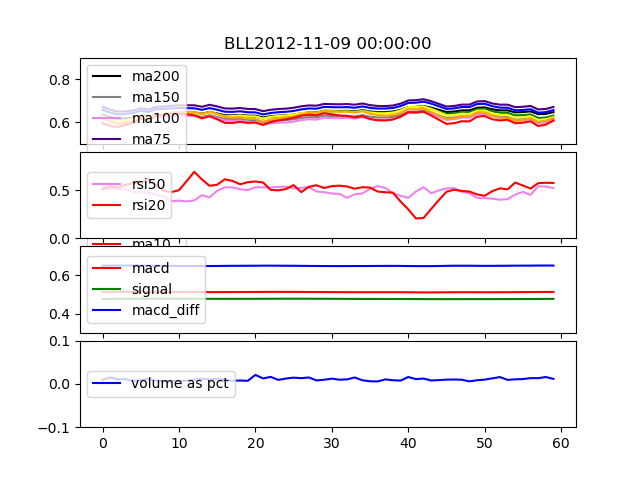 BLL2012-11-09 00:00:00
0.8
0.6
ma200
ma150
ma100
ma75
0.5
0.0
rsi50
rsi20
ma10
0.6
0.4
macd
signal
macd_diff
0.1
0.0
−0.1
volume as pct
0 10 20 30 40 50 60